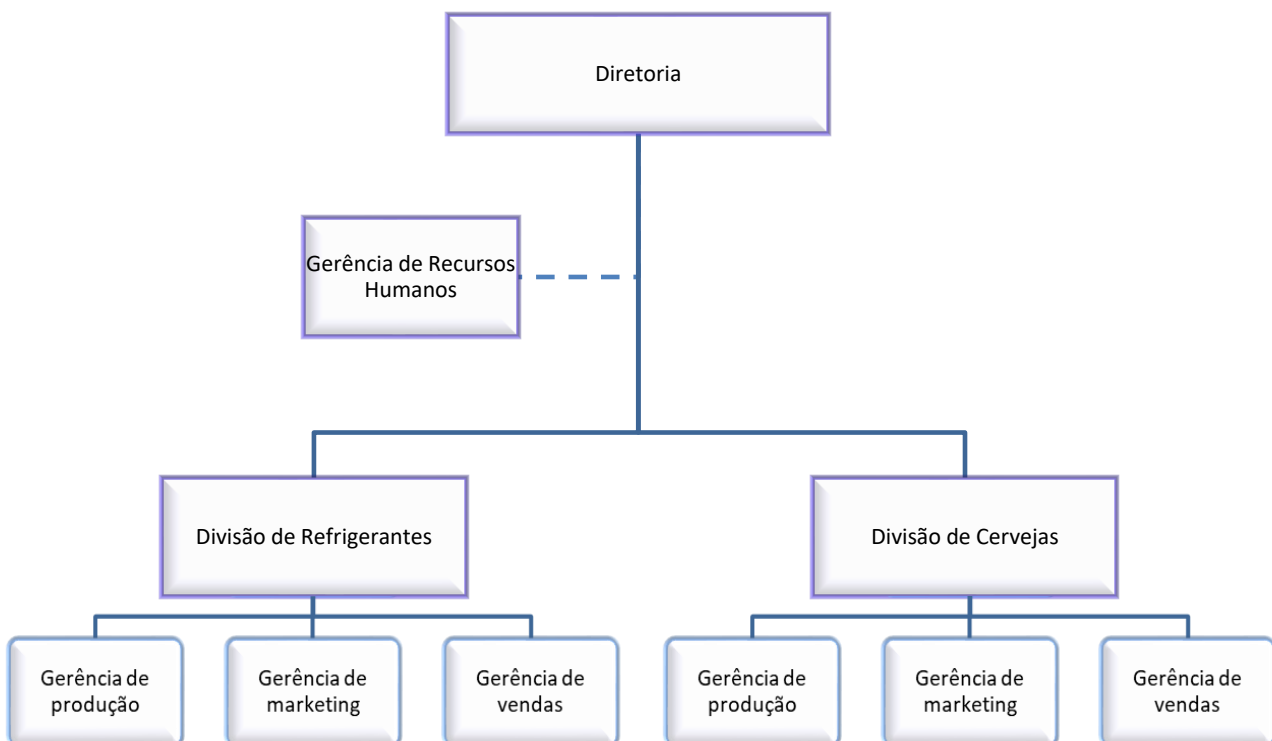 Diretoria
Gerência de Recursos
Humanos
Divisão de Refrigerantes
Divisão de Cervejas
Gerência de
produção
Gerência de
marketing
Gerência de
vendas
Gerência de
produção
Gerência de
marketing
Gerência de
vendas